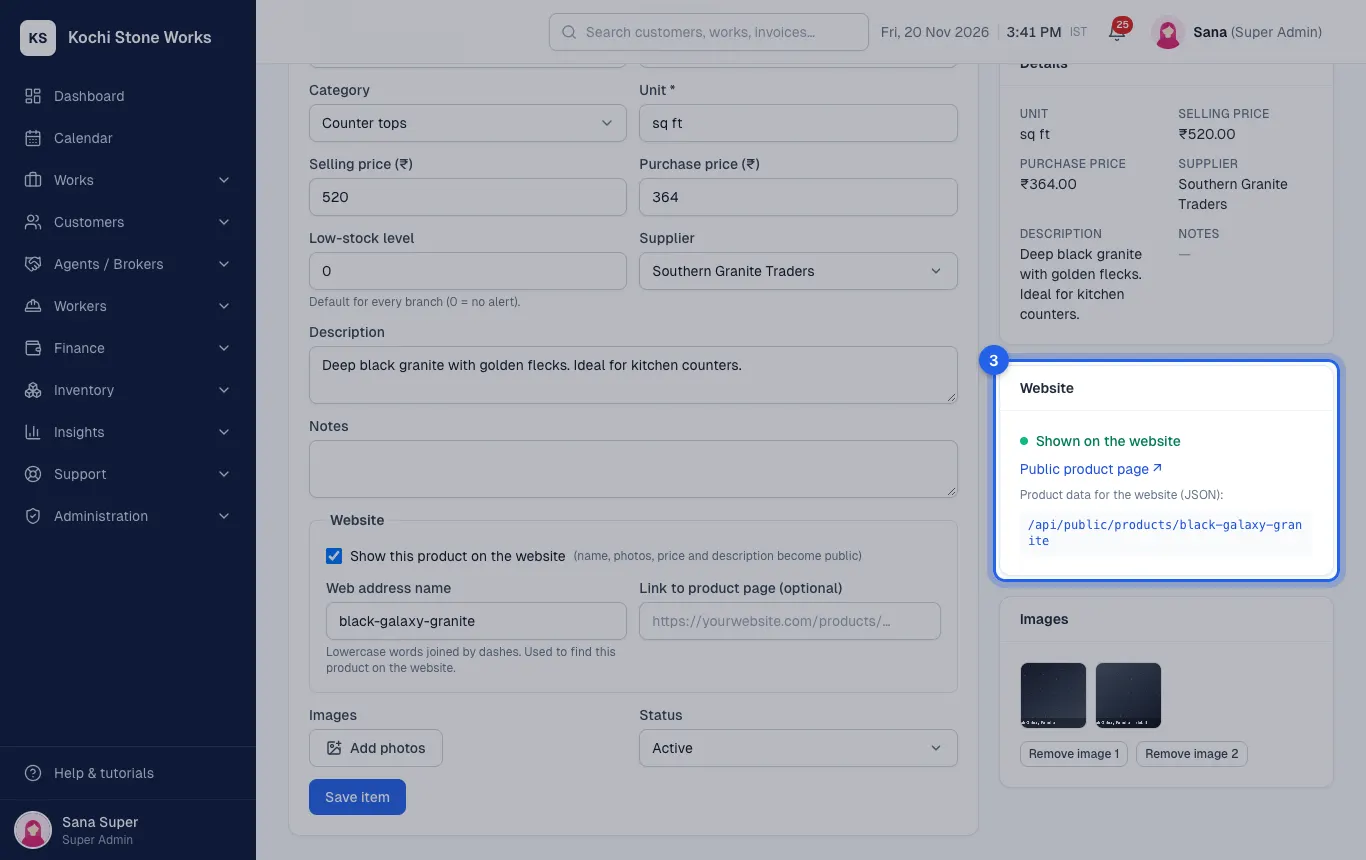 KS
Kochi Stone Works
Dashboard
Calendar
Works
Customers
Agents / Brokers
Workers
Finance
Inventory
Insights
Support
Administration
Help & tutorials
Sana Super
Super Admin
Search customers, works, invoices...
Fri, 20 Nov 2026
3:41 PM IST
25
Sana (Super Admin)
Category
Counter tops
Unit *
sq ft
Selling price (₹)
520
Purchase price (₹)
364
Low-stock level
0
Default for every branch (0 = no alert).
Supplier
Southern Granite Traders
Description
Deep black granite with golden flecks. Ideal for kitchen counters.
Notes
Website
Show this product on the website (name, photos, price and description become public)
Web address name
black-galaxy-granite
Lowercase words joined by dashes. Used to find this
product on the website.
Link to product page (optional)
https://yourwebsite.com/products/...
Images
Add photos
Status
Active
Save item
Details
UNIT
sq ft
SELLING PRICE
₹520.00
PURCHASE PRICE
₹364.00
SUPPLIER
Southern Granite
Traders
DESCRIPTION
Deep black granite
with golden flecks.
Ideal for kitchen
counters.
NOTES
—
3
Website
Shown on the website
Public product page ↗
Product data for the website (JSON):
/api/public/products/black-galaxy-gran
ite
Images
Remove image 1
Remove image 2